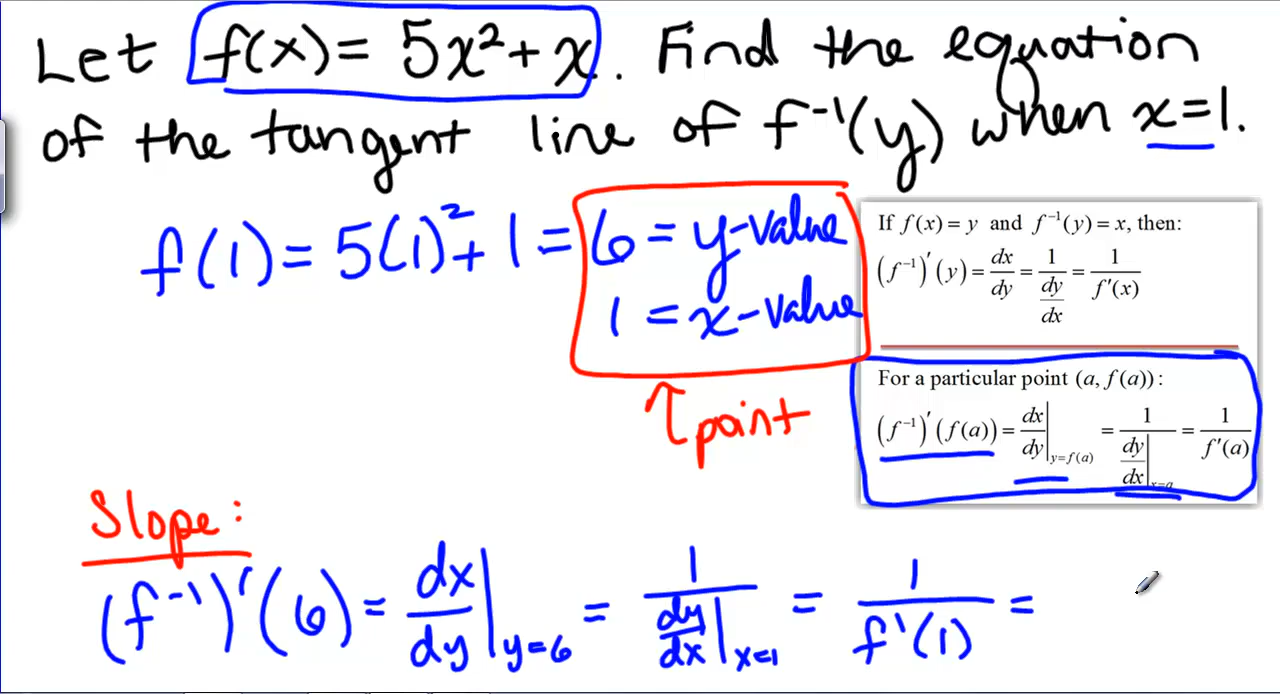 Let f(x) = 5x² + x. Find the equation
of the tangent line of f⁻¹(y) when x=1.
f(1) = 5(1)² + 1 = 6 = y-value
1 = x-value
point
If f(x) = y and f⁻¹(y) = x, then:
(f⁻¹)′(y) = dx/dy = 1/(dy/dx) = 1/f′(x)
For a particular point (a, f(a)):
(f⁻¹)′(f(a)) = dx/dy|y=f(a) = 1/(dy/dx|x=a) = 1/f′(a)
Slope:
(f⁻¹)′(6) = dx/dy|y=6 = 1/(dy/dx|x=1) = 1/f′(1) =